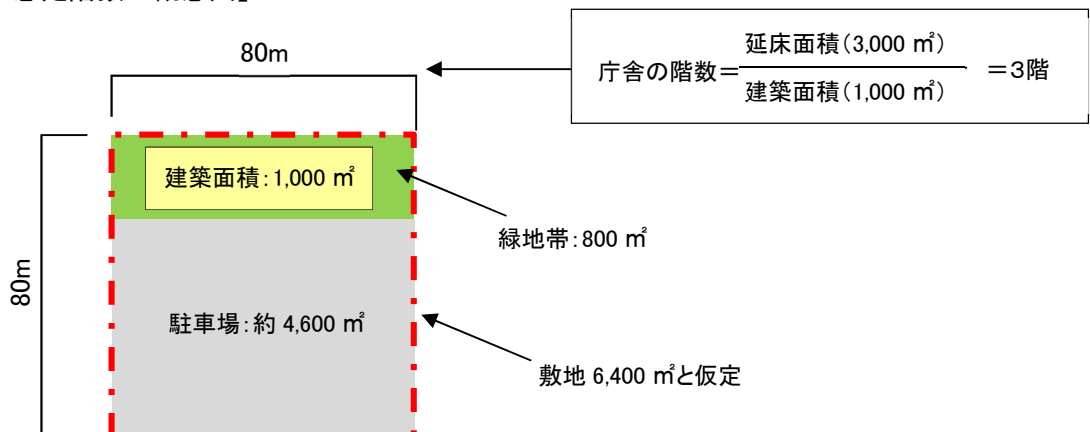 80m
延床面積(3,000 ㎡)
庁舎の階数＝ ＝3階
建築面積(1,000 ㎡)
建築面積:1,000 ㎡
緑地帯:800 ㎡
80m
駐車場:約 4,600 ㎡
敷地 6,400 ㎡と仮定